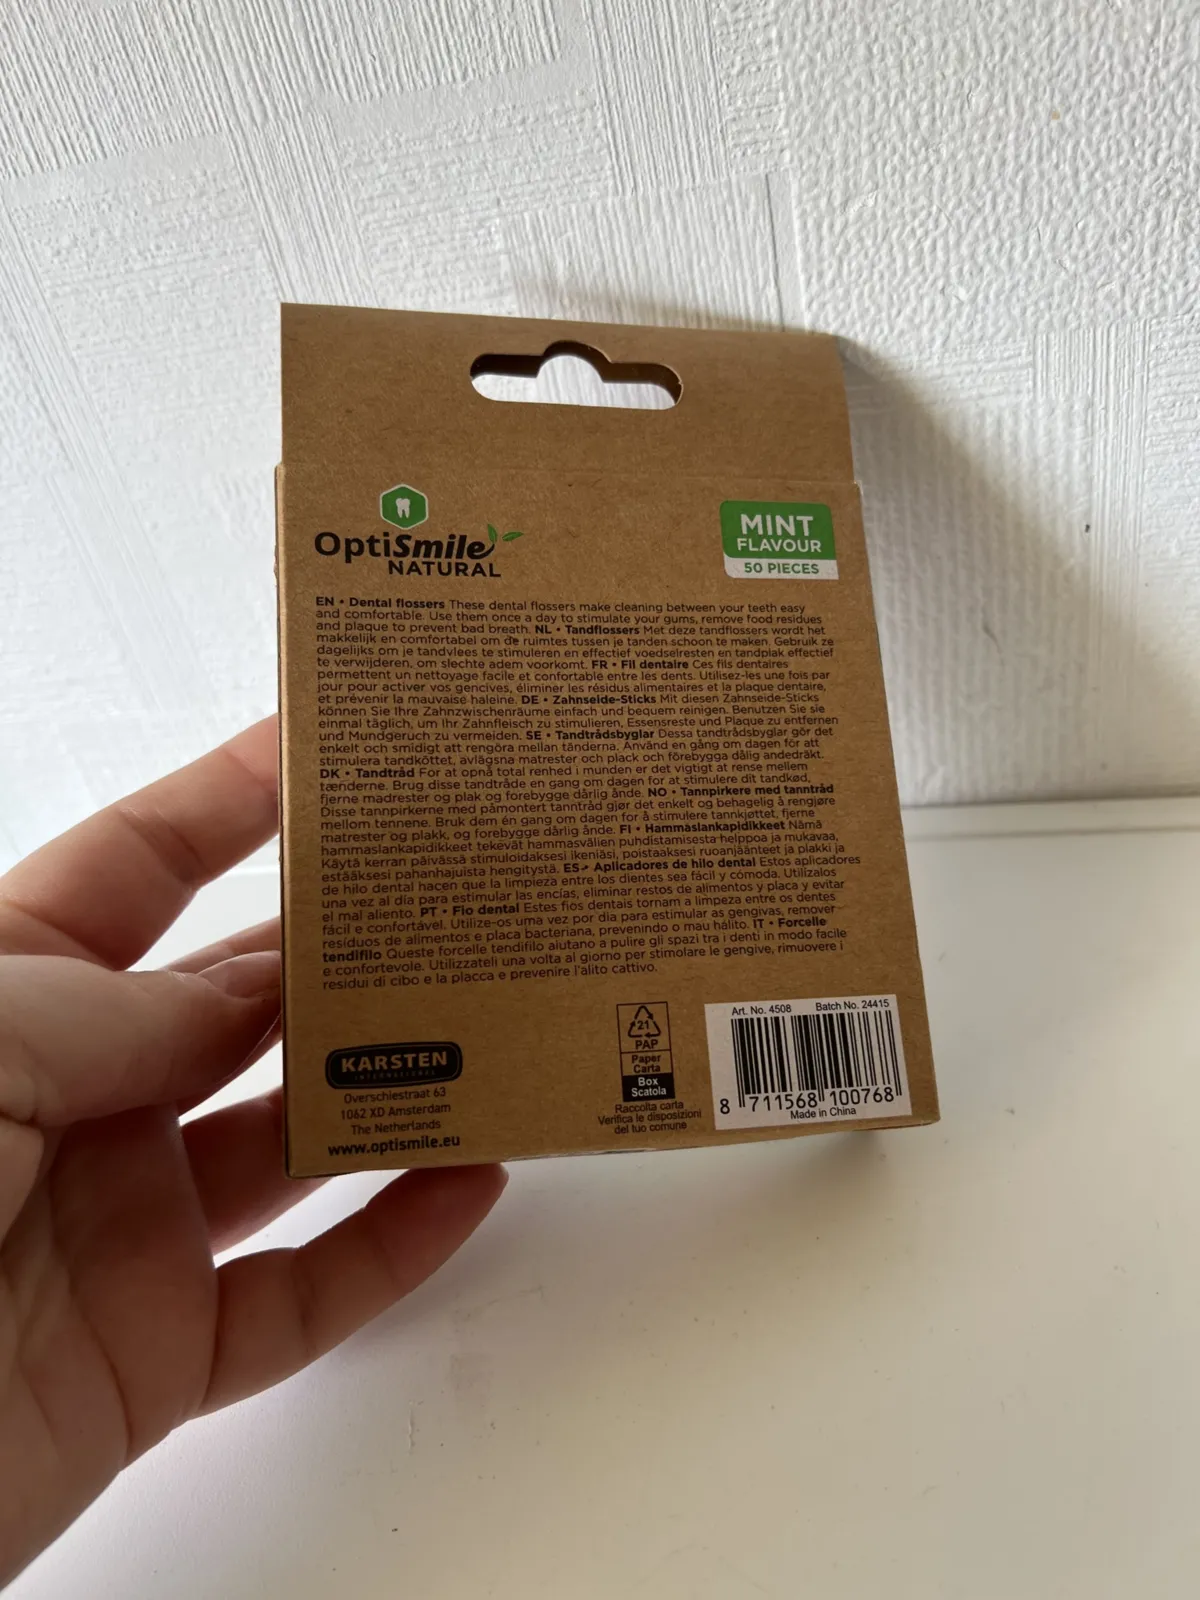 OptiSmile
NATURAL
MINT
FLAVOUR
50 PIECES
EN • Dental flossers These dental flossers make cleaning between your teeth easy
and comfortable. Use them once a day to stimulate your gums, remove food residues
and plaque to prevent bad breath. NL • Tandflossers Met deze tandflossers wordt het
makkelijk en comfortabel om de ruimtes tussen je tanden schoon te maken. Gebruik ze
dagelijks om je tandvlees te stimuleren en effectief voedselresten en tandplak effectief
te verwijderen, om slechte adem voorkomt. FR • Fil dentaire Ces fils dentaires
permettent un nettoyage facile et confortable entre les dents. Utilisez-les une fois par
jour pour activer vos gencives, éliminer les résidus alimentaires et la plaque dentaire,
et prévenir la mauvaise haleine. DE • Zahnseide-Sticks Mit diesen Zahnseide-Sticks
können Sie Ihre Zahnzwischenräume einfach und bequem reinigen. Benutzen Sie sie
einmal täglich, um Ihr Zahnfleisch zu stimulieren, Essensreste und Plaque zu entfernen
und Mundgeruch zu vermeiden. SE • Tandtrådsbyglar Dessa tandtrådsbyglar gör det
enkelt och smidigt att rengöra mellan tänderna. Använd en gång om dagen för att
stimulera tandköttet, avlägsna matrester och plack och förebygga dålig andedräkt.
DK • Tandtråd For at opnå total renhed i munden er det vigtigt at rense mellem
tænderne. Brug disse tandtråde en gang om dagen for at stimulere dit tandkød,
fjerne madrester og plak og forebygge dårlig ånde. NO • Tannpirkere med tanntråd
Disse tannpirkerne med påmontert tanntråd gjør det enkelt og behagelig å rengjøre
mellom tennene. Bruk dem én gang om dagen for å stimulere tannkjøttet, fjerne
matrester og plakk, og forebygge dårlig ånde. FI • Hammaslankapidikkeet Nämä
hammaslankapidikkeet tekevät hammasvälien puhdistamisesta helppoa ja mukavaa.
Käytä kerran päivässä stimuloidaksesi ikeniäsi, poistaaksesi ruoanjäänteet ja plakki ja
estääksesi pahanhajuista hengitystä. ES • Aplicadores de hilo dental Estos aplicadores
de hilo dental hacen que la limpieza entre los dientes sea fácil y cómoda. Utilízalos
una vez al día para estimular las encías, eliminar restos de alimentos y placa y evitar
el mal aliento. PT • Fio dental Estes fios dentais tornam a limpeza entre os dentes
fácil e confortável. Utilize-os uma vez por dia para estimular as gengivas, remover
resíduos de alimentos e placa bacteriana, prevenindo o mau hálito. IT • Forcelle
tendifilo Queste forcelle tendifilo aiutano a pulire gli spazi tra i denti in modo facile
e confortevole. Utilizzateli una volta al giorno per stimolare le gengive, rimuovere i
residui di cibo e la placca e prevenire l'alito cattivo.
KARSTEN
INTERNATIONAL
Overschiestraat 63
1062 XD Amsterdam
The Netherlands
www.optismile.eu
21
PAP
Paper
Carta
Box
Scatola
Raccolta carta
Verifica le disposizioni
del tuo comune
Art. No. 4508 Batch No. 24415
8 711568 100768
Made in China